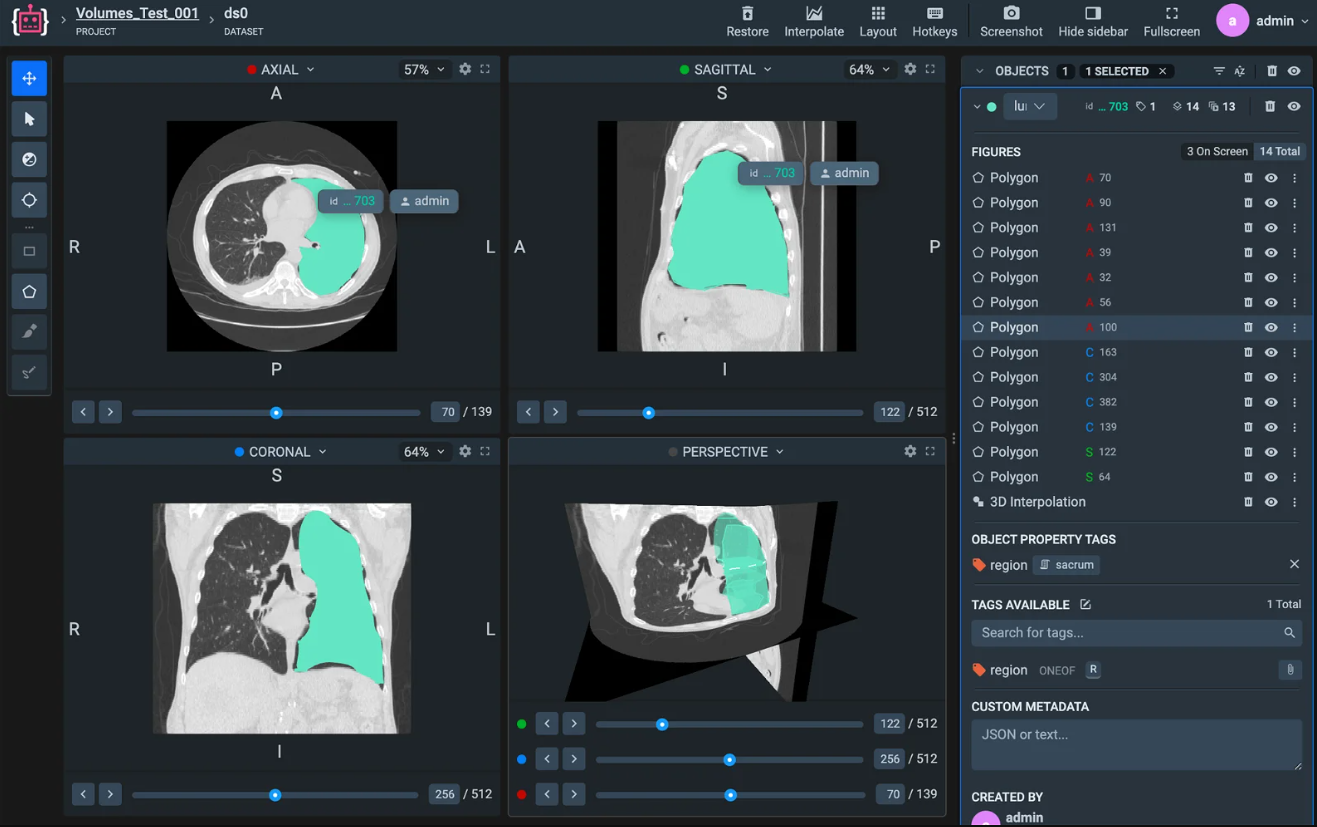 Volumes_Test_001
PROJECT
ds0
DATASET
Restore
Interpolate
Layout
Hotkeys
Screenshot
Hide sidebar
Fullscreen
a
admin
AXIAL
57%
A
id ... 703
admin
R
L
P
70 / 139
SAGITTAL
64%
S
id ... 703
admin
A
P
I
122 / 512
CORONAL
64%
S
R
L
I
256 / 512
PERSPECTIVE
122 / 512
256 / 512
70 / 139
OBJECTS 1 1 SELECTED
lu
id ... 703 1 14 13
FIGURES 3 On Screen 14 Total
Polygon A 70
Polygon A 90
Polygon A 131
Polygon A 39
Polygon A 32
Polygon A 56
Polygon A 100
Polygon C 163
Polygon C 304
Polygon C 382
Polygon C 139
Polygon S 122
Polygon S 64
3D Interpolation
OBJECT PROPERTY TAGS
region sacrum
TAGS AVAILABLE 1 Total
Search for tags...
region ONEOF R
CUSTOM METADATA
JSON or text...
CREATED BY
admin